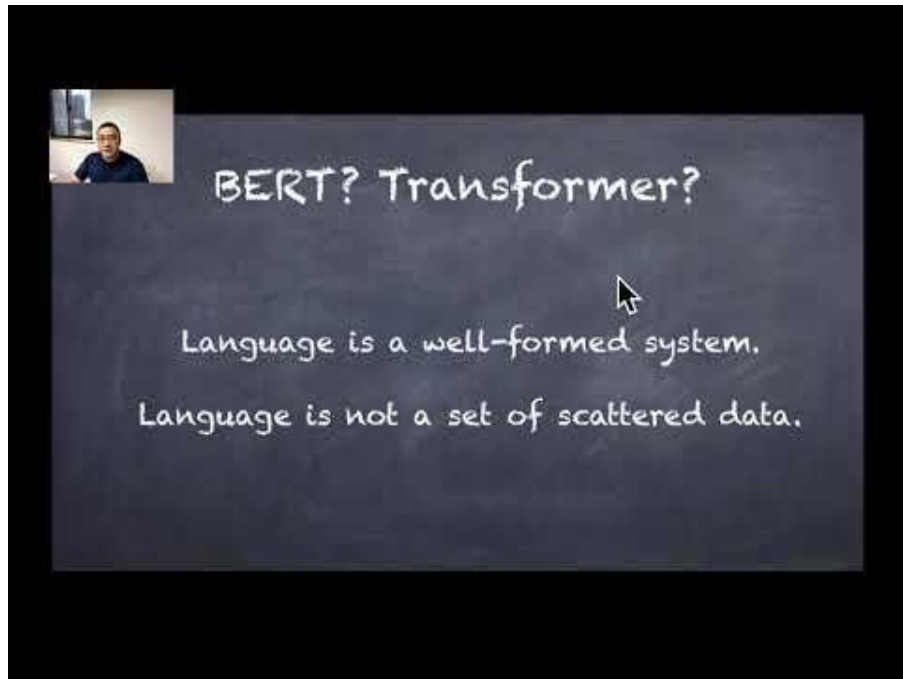 BERT? Transformer?
Language is a well-formed system.
Language is not a set of scattered data.